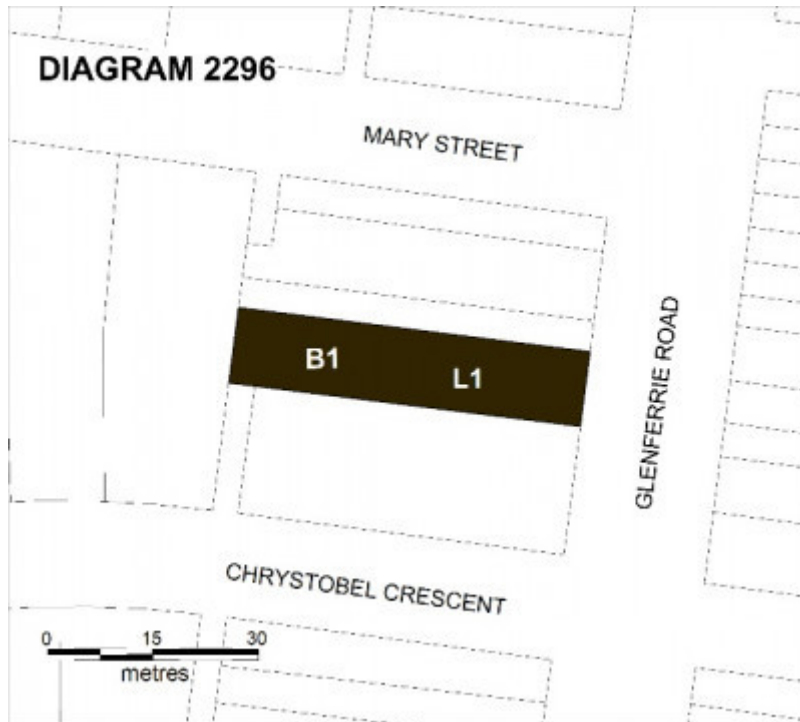 DIAGRAM 2296
MARY STREET
B1
L1
GLENFERRIE ROAD
CHRYSTOBEL CRESCENT
0 15 30
metres